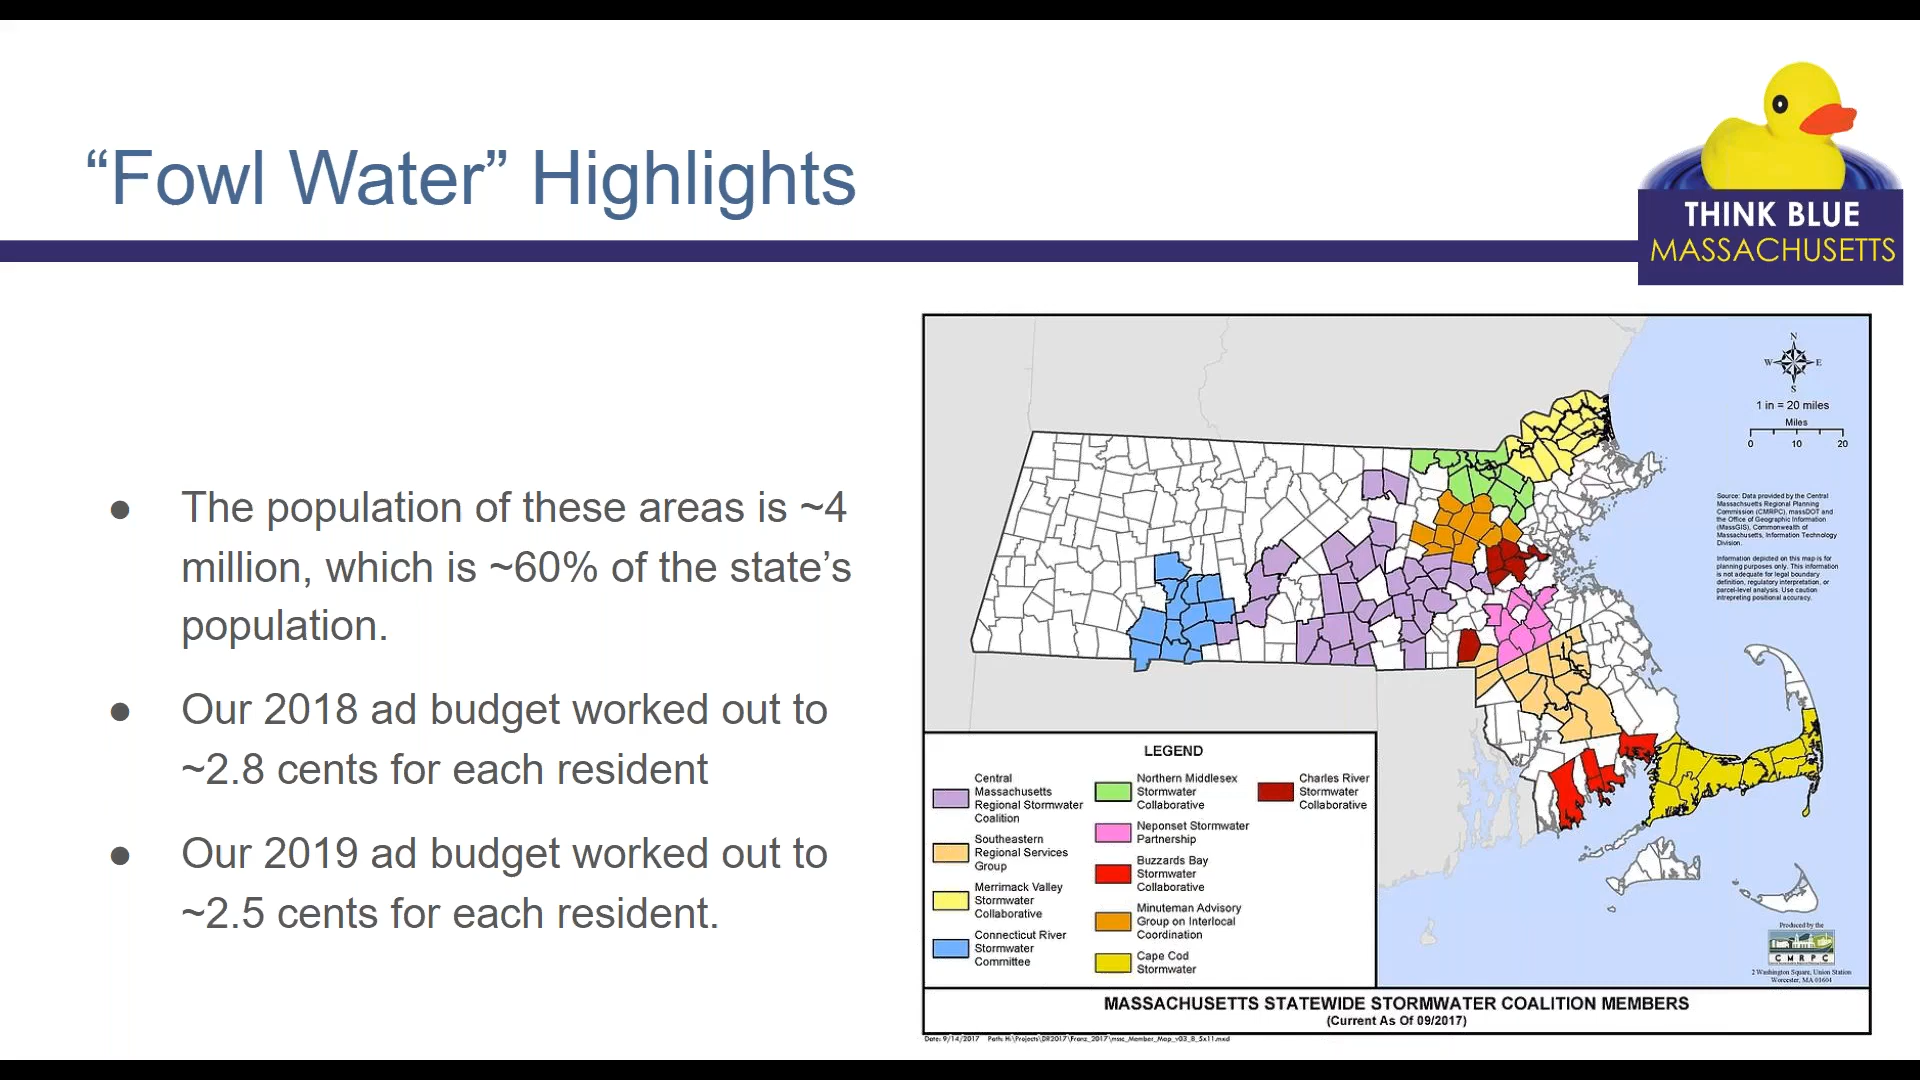 “Fowl Water” Highlights
THINK BLUE
MASSACHUSETTS
● The population of these areas is ~4
million, which is ~60% of the state’s
population.
● Our 2018 ad budget worked out to
~2.8 cents for each resident
● Our 2019 ad budget worked out to
~2.5 cents for each resident.
N
W E
S
1 in = 20 miles
Miles
0 10 20
Source: Data provided by the Central
Massachusetts Regional Planning
Commission (CMRPC), massDOT and
the Office of Geographic Information
(MassGIS), Commonwealth of
Massachusetts, Information Technology
Division.
Information depicted on this map is for
planning purposes only. This information
is not adequate for legal boundary
definition, regulatory interpretation, or
parcel-level analysis. Use caution
intrepreting positional accuracy.
LEGEND
Central
Massachusetts
Regional Stormwater
Coalition
Southeastern
Regional Services
Group
Merrimack Valley
Stormwater
Collaborative
Connecticut River
Stormwater
Committee
Northern Middlesex
Stormwater
Collaborative
Neponset Stormwater
Partnership
Buzzards Bay
Stormwater
Collaborative
Minuteman Advisory
Group on Interlocal
Coordination
Cape Cod
Stormwater
Charles River
Stormwater
Collaborative
Produced by the
CMRPC
2 Washington Square, Union Station
Worcester, MA 01604
MASSACHUSETTS STATEWIDE STORMWATER COALITION MEMBERS
(Current As Of 09/2017)
Date: 9/14/2017 Path: